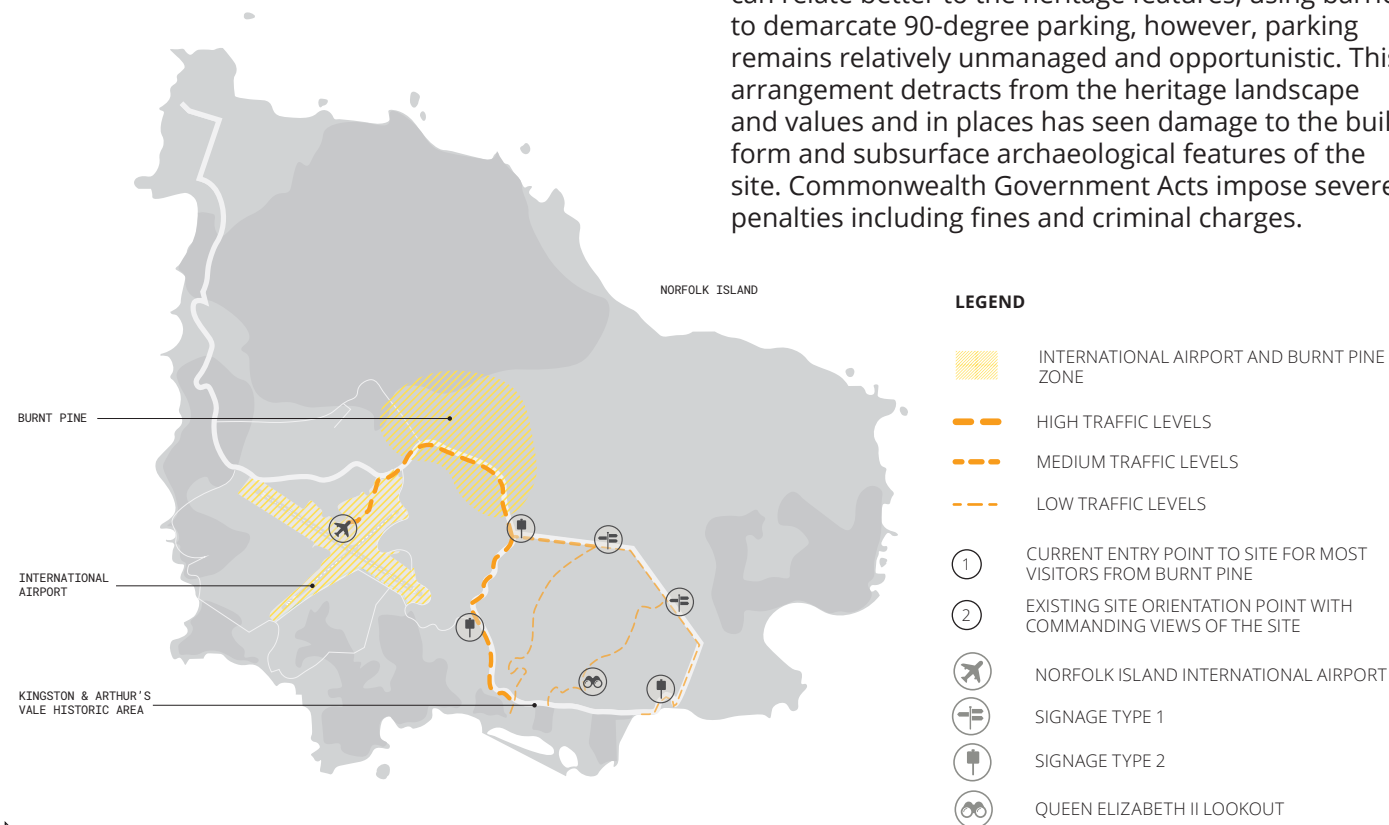 to demarcate 90-degree parking, however, parking
remains relatively unmanaged and opportunistic. This
arrangement detracts from the heritage landscape
and values and in places has seen damage to the
form and subsurface archaeological features of the
site. Commonwealth Government Acts impose severe
penalties including fines and criminal charges.
NORFOLK ISLAND
BURNT PINE
INTERNATIONAL
AIRPORT
KINGSTON & ARTHUR'S
VALE HISTORIC AREA
LEGEND
INTERNATIONAL AIRPORT AND BURNT PINE
ZONE
HIGH TRAFFIC LEVELS
MEDIUM TRAFFIC LEVELS
LOW TRAFFIC LEVELS
1
CURRENT ENTRY POINT TO SITE FOR MOST
VISITORS FROM BURNT PINE
2
EXISTING SITE ORIENTATION POINT WITH
COMMANDING VIEWS OF THE SITE
NORFOLK ISLAND INTERNATIONAL AIRPORT
SIGNAGE TYPE 1
SIGNAGE TYPE 2
QUEEN ELIZABETH II LOOKOUT